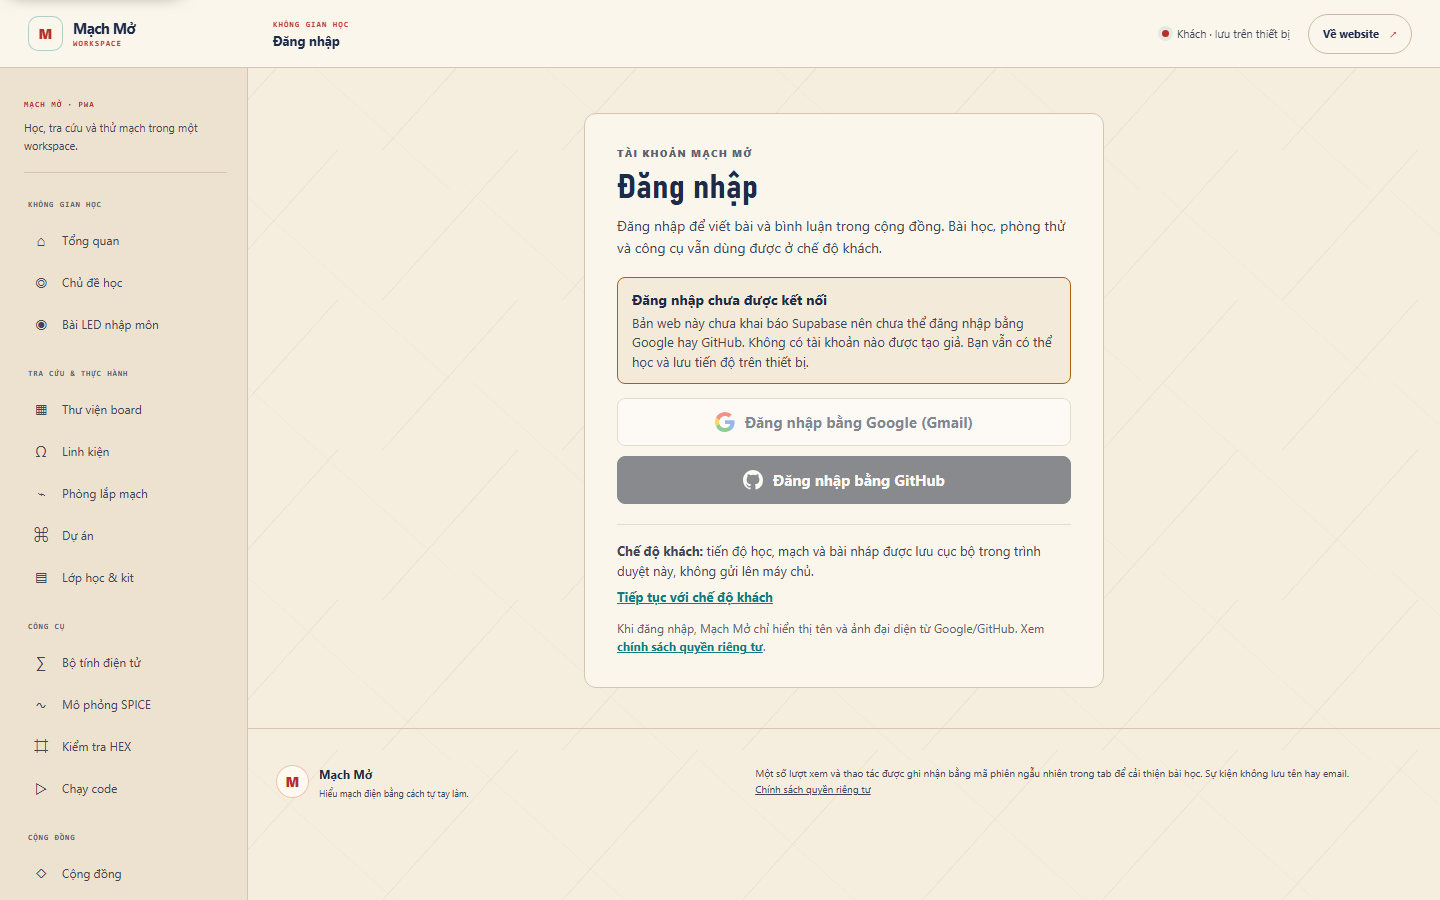 M
Mạch Mở
WORKSPACE
KHÔNG GIAN HỌC
Đăng nhập
Khách · lưu trên thiết bị
Về website ↗
MẠCH MỞ · PWA
Học, tra cứu và thử mạch trong một
workspace.
KHÔNG GIAN HỌC
Tổng quan
Chủ đề học
Bài LED nhập môn
TRA CỨU & THỰC HÀNH
Thư viện board
Linh kiện
Phòng lắp mạch
Dự án
Lớp học & kit
CÔNG CỤ
Bộ tính điện tử
Mô phỏng SPICE
Kiểm tra HEX
Chạy code
CỘNG ĐỒNG
Cộng đồng
TÀI KHOẢN MẠCH MỞ
Đăng nhập
Đăng nhập để viết bài và bình luận trong cộng đồng. Bài học, phòng thử
và công cụ vẫn dùng được ở chế độ khách.
Đăng nhập chưa được kết nối
Bản web này chưa khai báo Supabase nên chưa thể đăng nhập bằng
Google hay GitHub. Không có tài khoản nào được tạo giả. Bạn vẫn có thể
học và lưu tiến độ trên thiết bị.
Đăng nhập bằng Google (Gmail)
Đăng nhập bằng GitHub
Chế độ khách: tiến độ học, mạch và bài nháp được lưu cục bộ trong trình
duyệt này, không gửi lên máy chủ.
Tiếp tục với chế độ khách
Khi đăng nhập, Mạch Mở chỉ hiển thị tên và ảnh đại diện từ Google/GitHub. Xem
chính sách quyền riêng tư.
M
Mạch Mở
Hiểu mạch điện bằng cách tự tay làm.
Một số lượt xem và thao tác được ghi nhận bằng mã phiên ngẫu nhiên trong tab để cải thiện bài học. Sự kiện không lưu tên hay email.
Chính sách quyền riêng tư